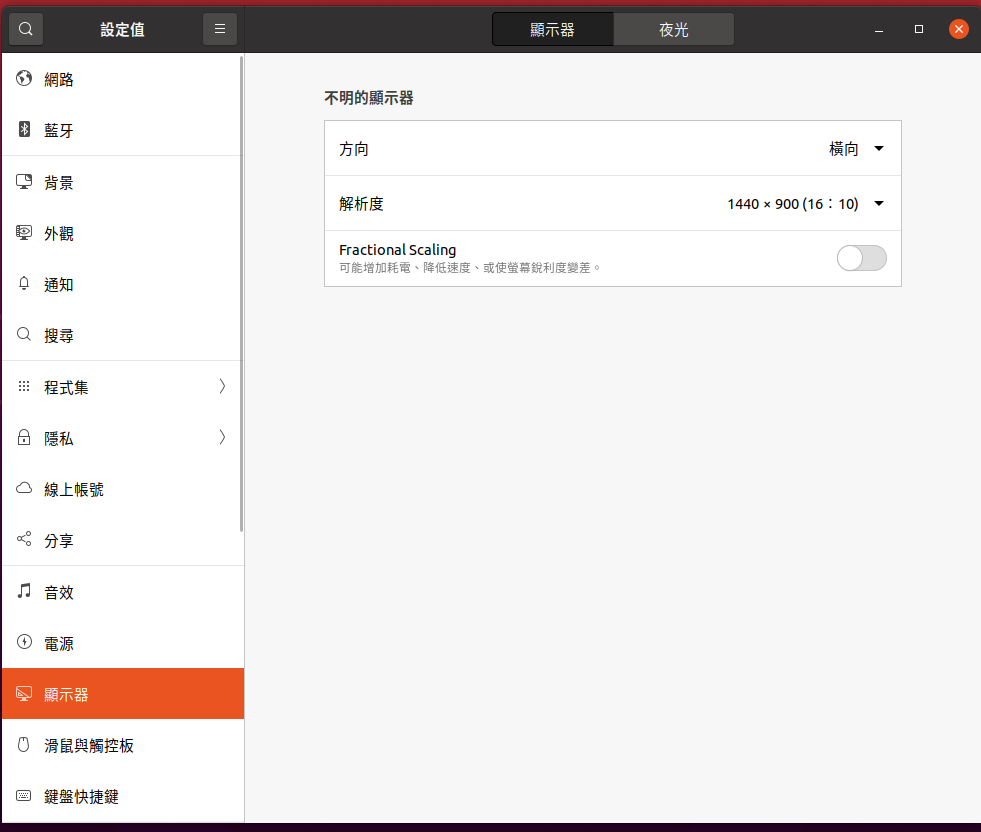 設定值
顯示器
夜光
網路
藍牙
背景
外觀
通知
搜尋
程式集
隱私
線上帳號
分享
音效
電源
顯示器
滑鼠與觸控板
鍵盤快捷鍵
不明的顯示器
方向
橫向
解析度
1440 × 900 (16：10)
Fractional Scaling
可能增加耗電、降低速度、或使螢幕銳利度變差。